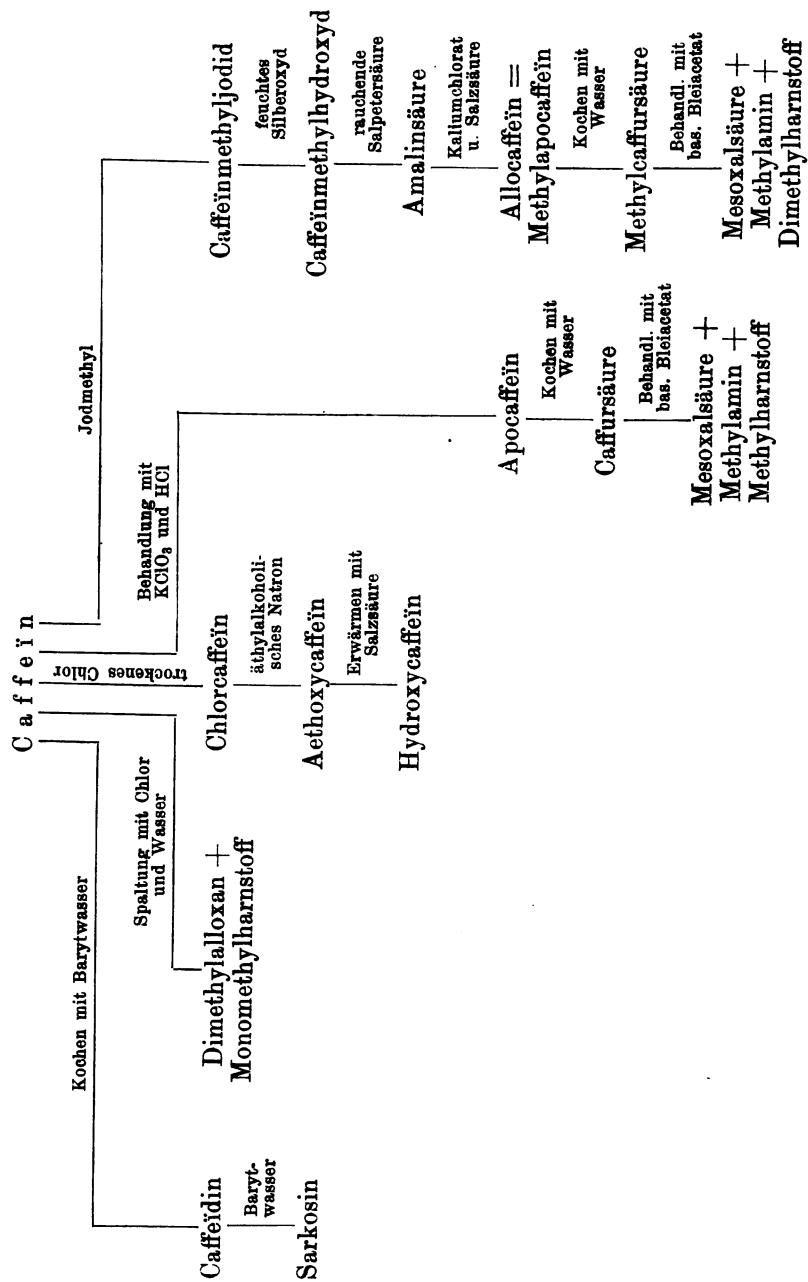 Caffeïn
Kochen mit Barytwasser
Spaltung mit Chlor
und Wasser
trockenes Chlor
Behandlung mit
KClO₃ und HCl
Jodmethyl
Caffeïdin
Baryt-
wasser
Sarkosin
Dimethylalloxan +
Monomethylharnstoff
Chlorcaffeïn
äthylalkoholi-
sches Natron
Aethoxycaffeïn
Erwärmen mit
Salzsäure
Hydroxycaffeïn
Apocaffeïn
Kochen mit
Wasser
Caffursäure
Behandl. mit
bas. Bleiacetat
Mesoxalsäure +
Methylamin +
Methylharnstoff
Caffeïnmethyljodid
feuchtes
Silberoxyd
Caffeïnmethylhydroxyd
rauchende
Salpetersäure
Amalinsäure
Kaliumchlorat
u. Salzsäure
Allocaffeïn =
Methylapocaffeïn
Kochen mit
Wasser
Methylcaffursäure
Behandl. mit
bas. Bleiacetat
Mesoxalsäure +
Methylamin +
Dimethylharnstoff